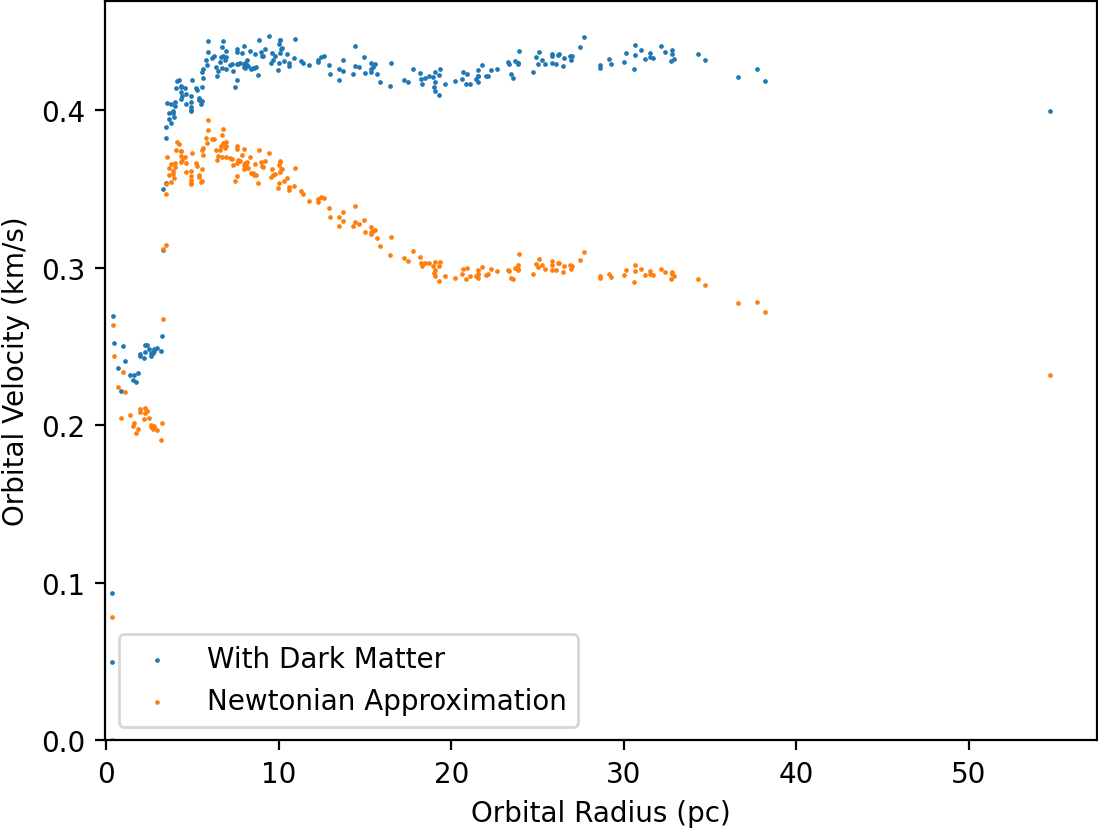 Orbital Velocity (km/s)
0.4
0.3
0.2
0.1
0.0
With Dark Matter
Newtonian Approximation
0 10 20 30 40 50
Orbital Radius (pc)